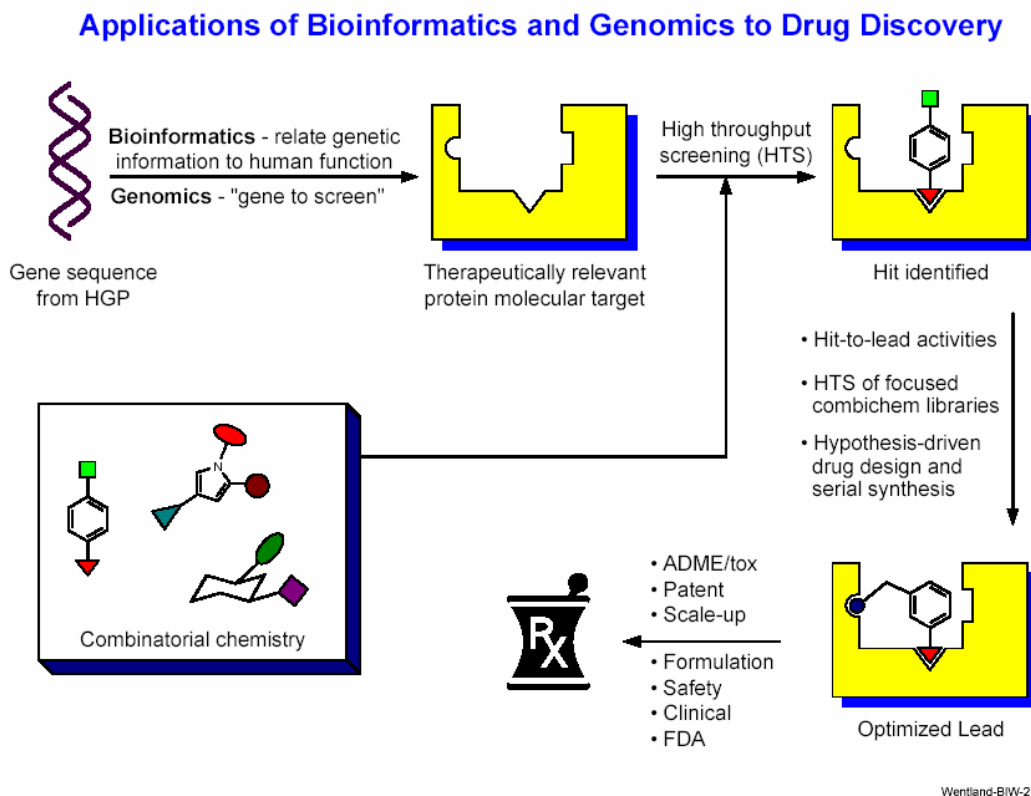 Applications of Bioinformatics and Genomics to Drug Discovery
Bioinformatics - relate genetic
information to human function
Genomics - "gene to screen"
High throughput
screening (HTS)
Gene sequence
from HGP
Therapeutically relevant
protein molecular target
Hit identified
• Hit-to-lead activities
• HTS of focused
combichem libraries
• Hypothesis-driven
drug design and
serial synthesis
N
Combinatorial chemistry
Rx
• ADME/tox
• Patent
• Scale-up
• Formulation
• Safety
• Clinical
• FDA
Optimized Lead
Wentland-BIW-2